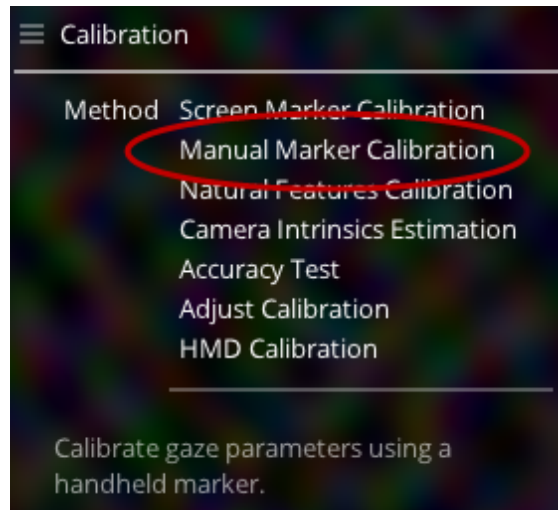 Calibration
Method Screen Marker Calibration
Manual Marker Calibration
Natural Features Calibration
Camera Intrinsics Estimation
Accuracy Test
Adjust Calibration
HMD Calibration
Calibrate gaze parameters using a
handheld marker.